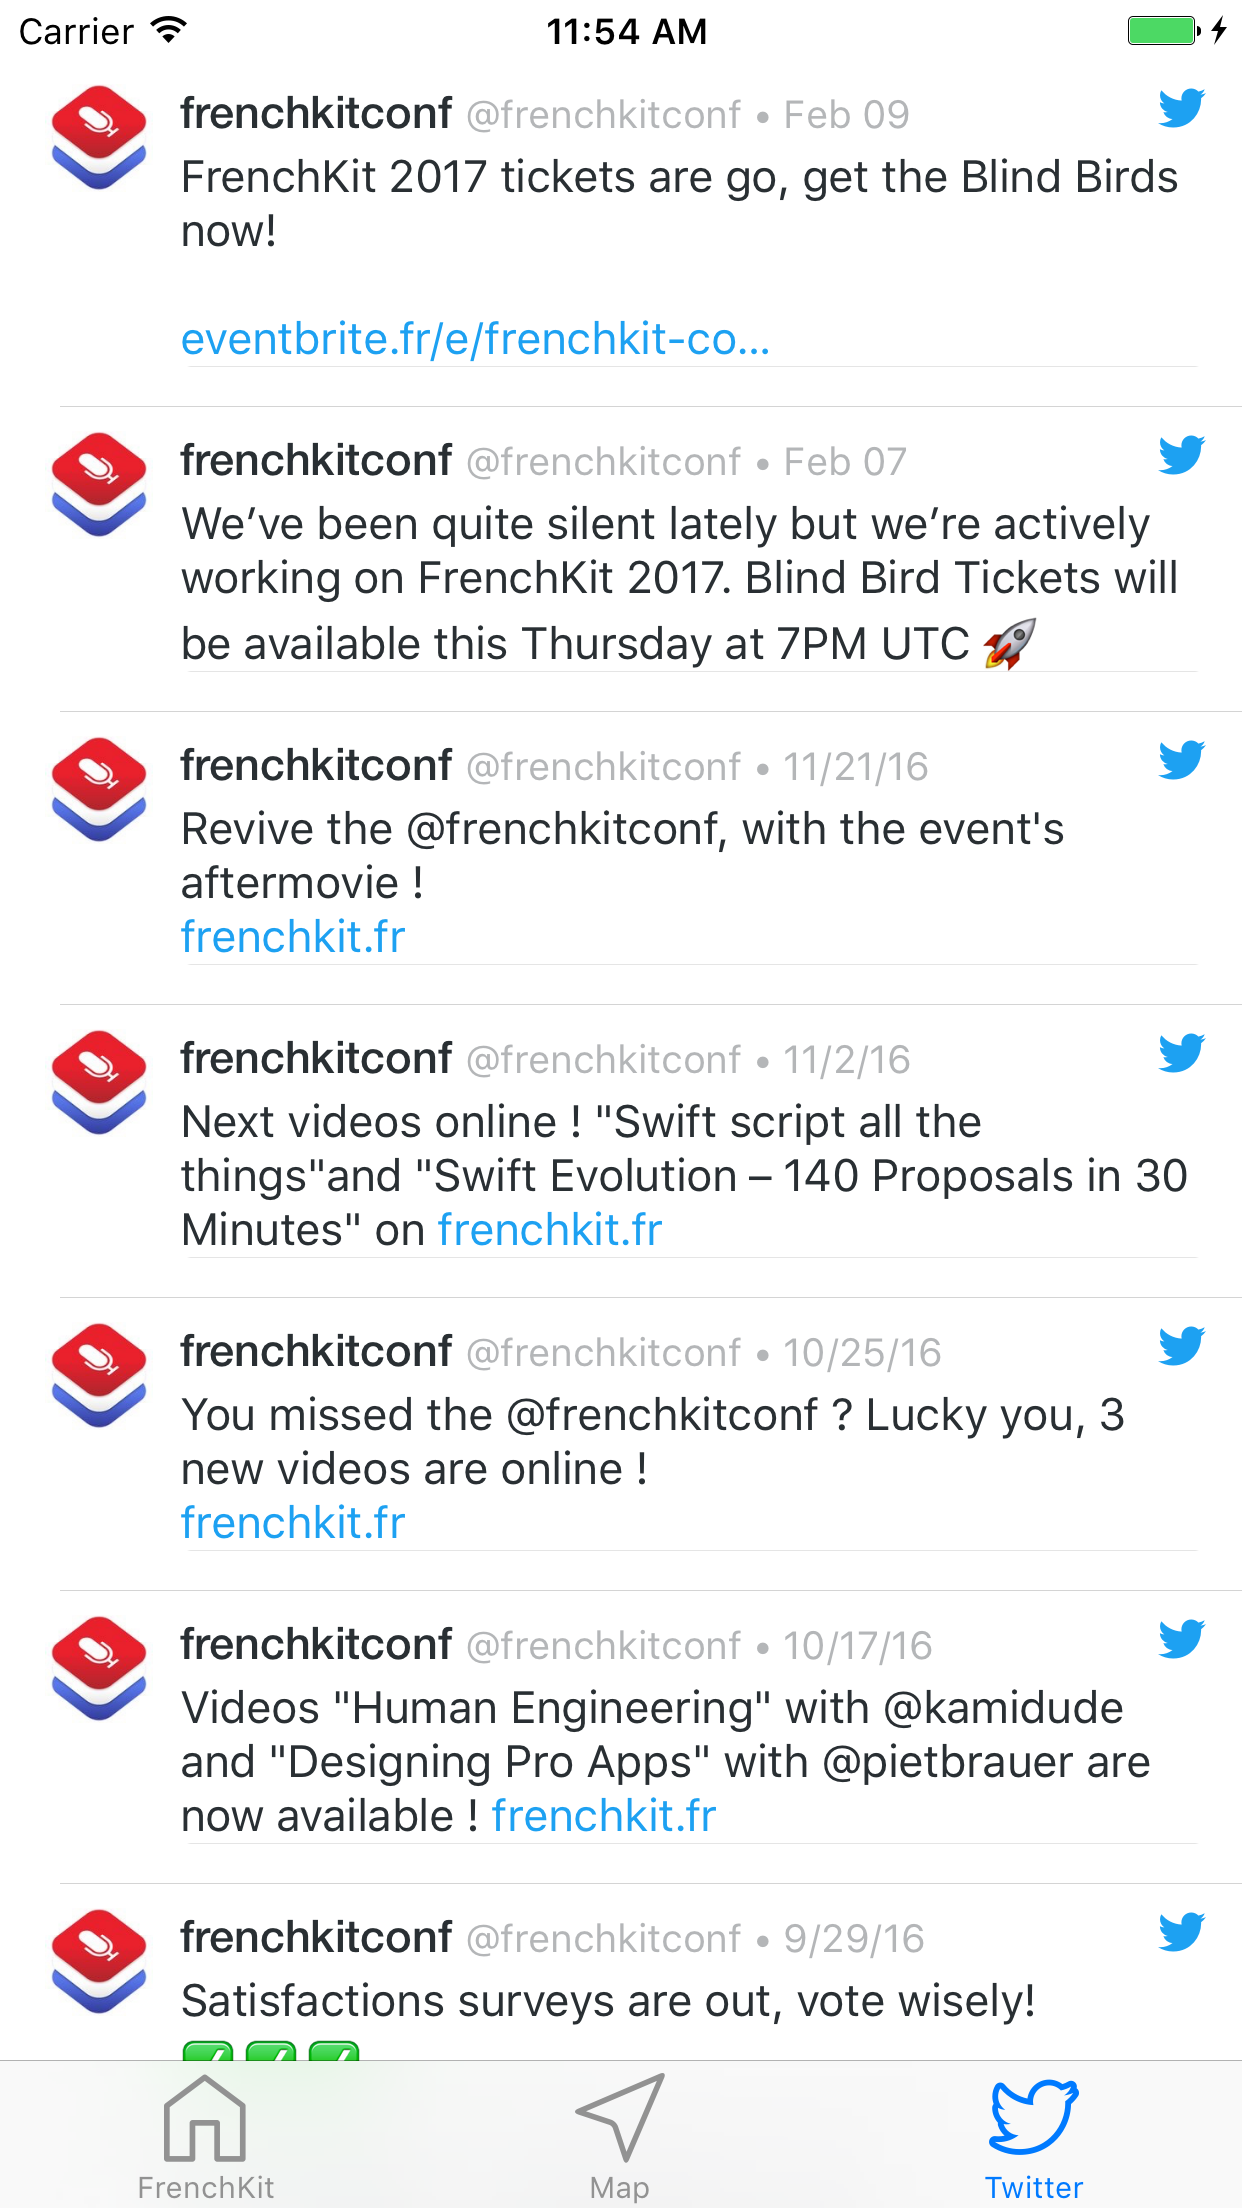 Carrier 11:54 AM
frenchkitconf @frenchkitconf • Feb 09
FrenchKit 2017 tickets are go, get the Blind Birds
now!
eventbrite.fr/e/frenchkit-co...
frenchkitconf @frenchkitconf • Feb 07
We’ve been quite silent lately but we’re actively
working on FrenchKit 2017. Blind Bird Tickets will
be available this Thursday at 7PM UTC 🚀
frenchkitconf @frenchkitconf • 11/21/16
Revive the @frenchkitconf, with the event's
aftermovie !
frenchkit.fr
frenchkitconf @frenchkitconf • 11/2/16
Next videos online ! "Swift script all the
things"and "Swift Evolution – 140 Proposals in 30
Minutes" on frenchkit.fr
frenchkitconf @frenchkitconf • 10/25/16
You missed the @frenchkitconf ? Lucky you, 3
new videos are online !
frenchkit.fr
frenchkitconf @frenchkitconf • 10/17/16
Videos "Human Engineering" with @kamidude
and "Designing Pro Apps" with @pietbrauer are
now available ! frenchkit.fr
frenchkitconf @frenchkitconf • 9/29/16
Satisfactions surveys are out, vote wisely!
✅✅✅
FrenchKit Map Twitter